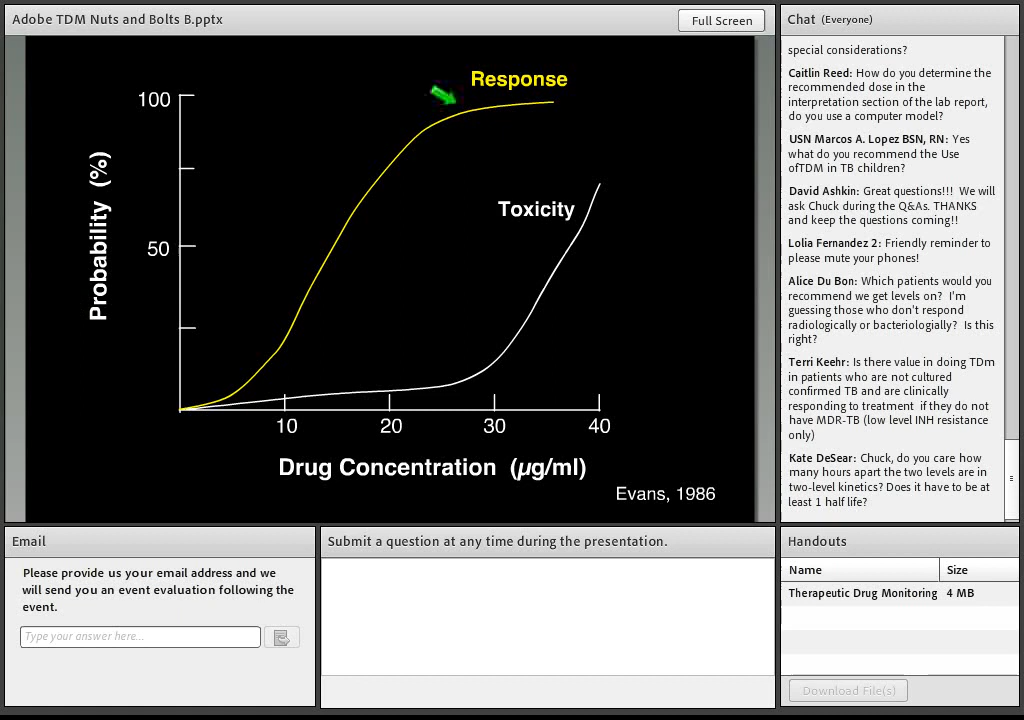 Adobe TDM Nuts and Bolts B.pptx
Full Screen
Response
100
Probability (%)
Toxicity
50
10 20 30 40
Drug Concentration (µg/ml)
Evans, 1986
Chat (Everyone)
special considerations?
Caitlin Reed: How do you determine the
recommended dose in the
interpretation section of the lab report,
do you use a computer model?
USN Marcos A. Lopez BSN, RN: Yes
what do you recommend the Use
ofTDM in TB children?
David Ashkin: Great questions!!! We will
ask Chuck during the Q&As. THANKS
and keep the questions coming!!
Lolia Fernandez 2: Friendly reminder to
please mute your phones!
Alice Du Bon: Which patients would you
recommend we get levels on? I'm
guessing those who don't respond
radiologically or bacteriologially? Is this
right?
Terri Keehr: Is there value in doing TDm
in patients who are not cultured
confirmed TB and are clinically
responding to treatment if they do not
have MDR-TB (low level INH resistance
only)
Kate DeSear: Chuck, do you care how
many hours apart the two levels are in
two-level kinetics? Does it have to be at
least 1 half life?
Email
Please provide us your email address and we
will send you an event evaluation following the
event.
Type your answer here...
Submit a question at any time during the presentation.
Handouts
Name Size
Therapeutic Drug Monitoring 4 MB
Download File(s)